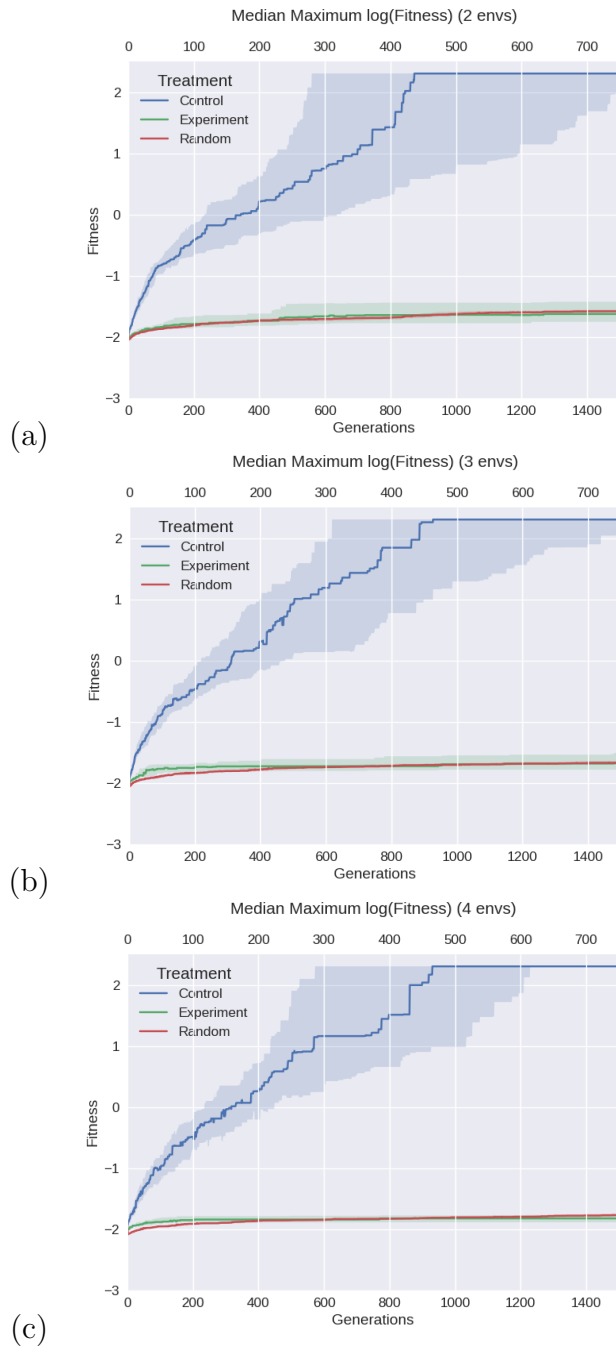 Median Maximum log(Fitness) (2 envs)
0 100 200 300 400 500 600 700
Treatment
Control
Experiment
Random
2
1
0
−1
−2
−3
Fitness
0 200 400 600 800 1000 1200 1400
Generations
(a)
Median Maximum log(Fitness) (3 envs)
0 100 200 300 400 500 600 700
Treatment
Control
Experiment
Random
2
1
0
−1
−2
−3
Fitness
0 200 400 600 800 1000 1200 1400
Generations
(b)
Median Maximum log(Fitness) (4 envs)
0 100 200 300 400 500 600 700
Treatment
Control
Experiment
Random
2
1
0
−1
−2
−3
Fitness
0 200 400 600 800 1000 1200 1400
Generations
(c)